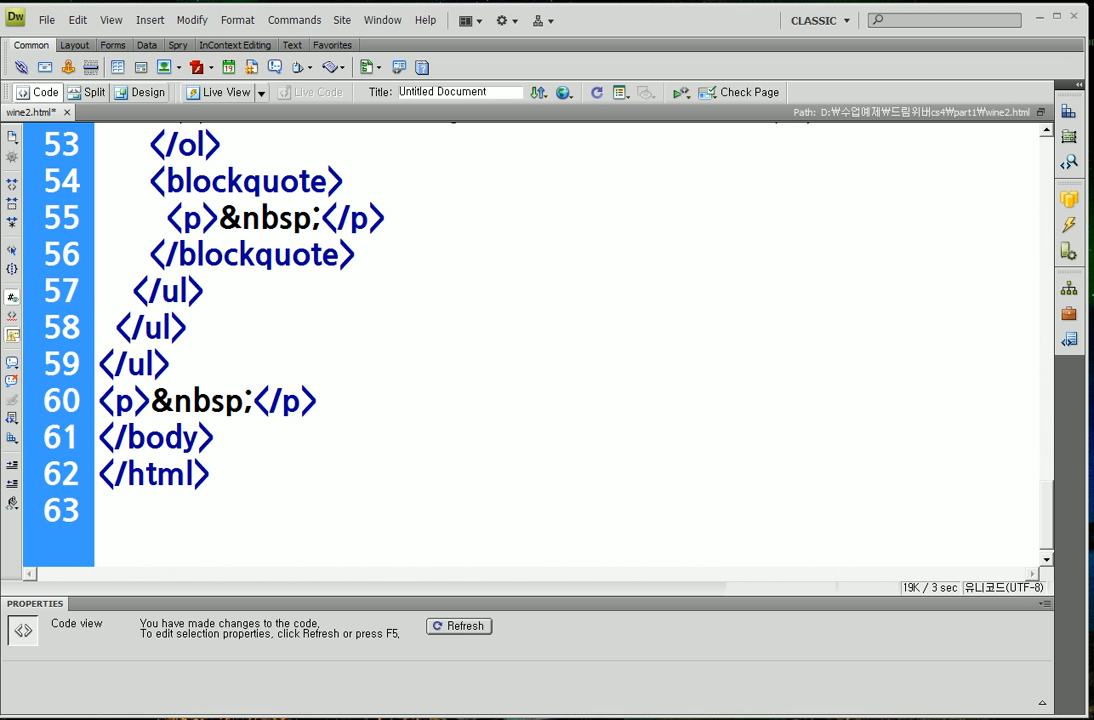 Dw File Edit View Insert Modify Format Commands Site Window Help CLASSIC
Common Layout Forms Data Spry InContext Editing Text Favorites
Code Split Design Live View Live Code Title: Untitled Document Check Page
wine2.html* Path: D:₩수업예제₩드림위버cs4₩part1₩wine2.html
53 </ol>
54 <blockquote>
55 <p>&nbsp;</p>
56 </blockquote>
57 </ul>
58 </ul>
59 </ul>
60 <p>&nbsp;</p>
61 </body>
62 </html>
63
19K / 3 sec 유니코드(UTF-8)
PROPERTIES
Code view You have made changes to the code, Refresh
To edit selection properties, click Refresh or press F5,